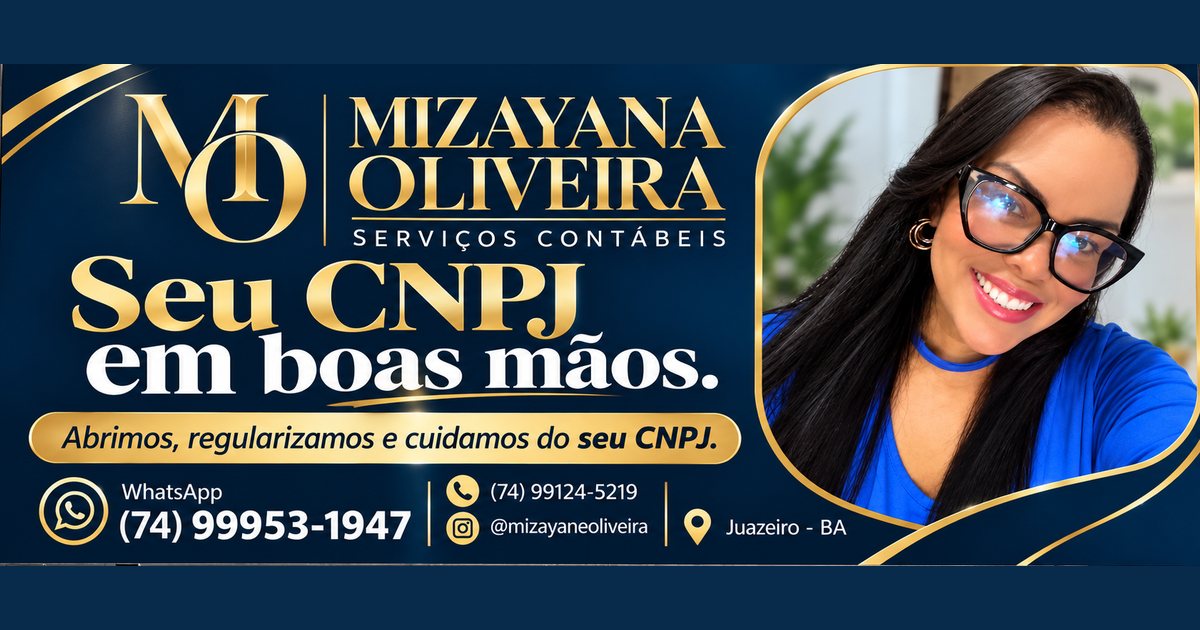 MO
MIZAYANA
OLIVEIRA
SERVIÇOS CONTÁBEIS
Seu CNPJ
em boas mãos.
Abrimos, regularizamos e cuidamos do seu CNPJ.
WhatsApp
(74) 99953-1947
(74) 99124-5219
@mizayaneoliveira
Juazeiro - BA